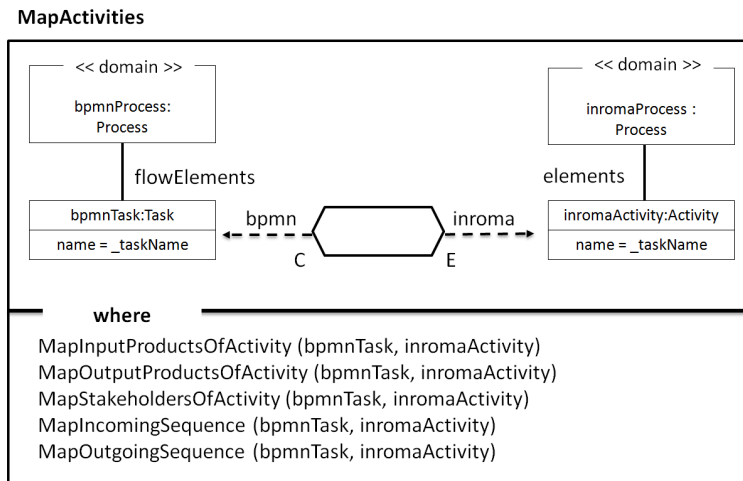 MapActivities
<< domain >>
bpmnProcess:
Process
<< domain >>
inromaProcess :
Process
flowElements
elements
bpmnTask:Task
name = _taskName
bpmn
inroma
C
E
inromaActivity:Activity
name = _taskName
where
MapInputProductsOfActivity (bpmnTask, inromaActivity)
MapOutputProductsOfActivity (bpmnTask, inromaActivity)
MapStakeholdersOfActivity (bpmnTask, inromaActivity)
MapIncomingSequence (bpmnTask, inromaActivity)
MapOutgoingSequence (bpmnTask, inromaActivity)